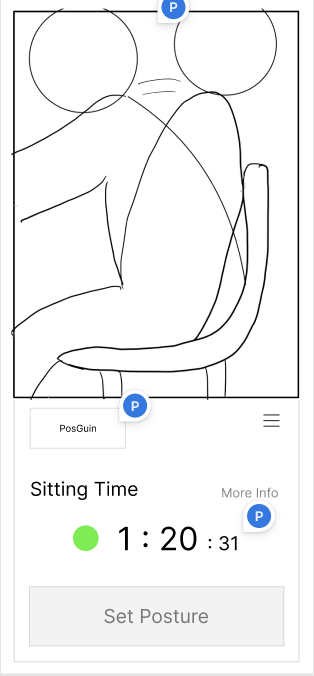 P
P
PosGuin
Sitting Time
More Info
P
1 : 20 : 31
Set Posture